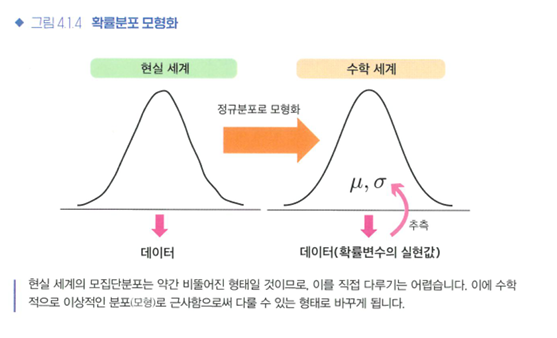 ◆ 그림 4.1.4 확률분포 모형화
현실 세계
수학 세계
정규분포로 모형화
μ, σ
추측
데이터
데이터(확률변수의 실현값)
현실 세계의 모집단분포는 약간 비뚤어진 형태일 것이므로, 이를 직접 다루기는 어렵습니다. 이에 수학
적으로 이상적인 분포(모형)로 근사함으로써 다룰 수 있는 형태로 바꾸게 됩니다.